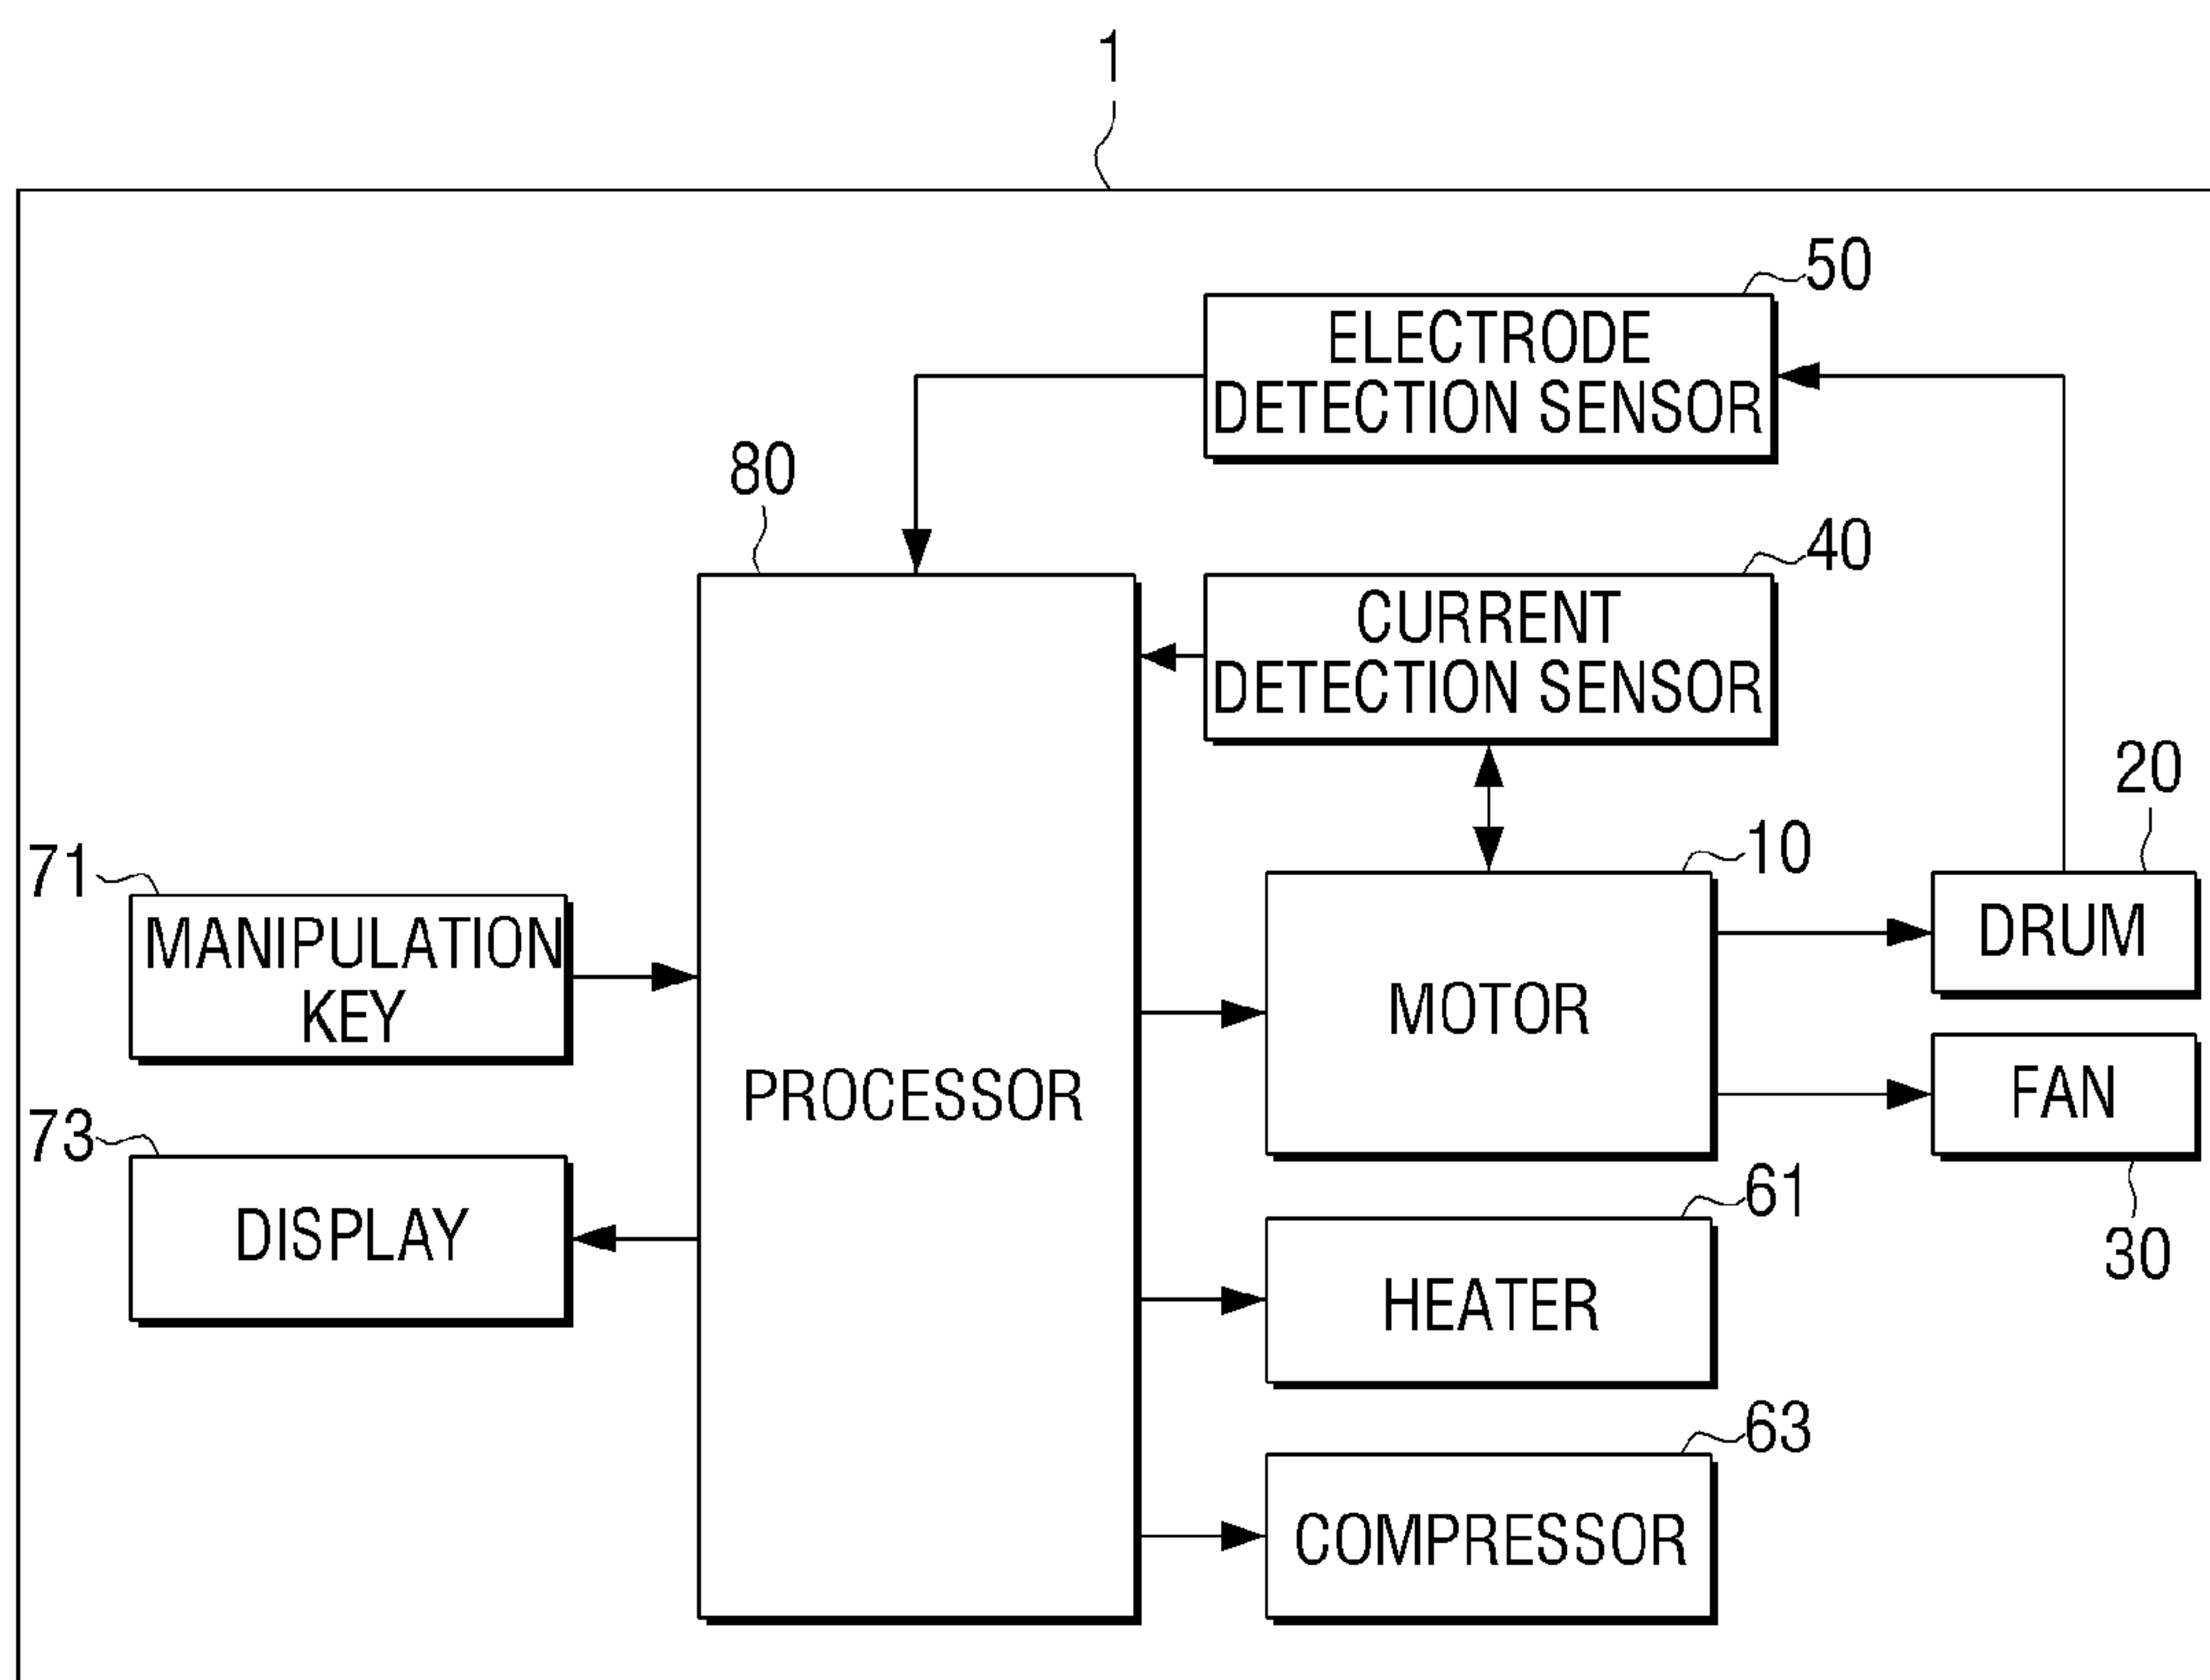 1
50
ELECTRODE
DETECTION SENSOR
80
40
CURRENT
DETECTION SENSOR
20
71
10
MANIPULATION
KEY
DRUM
MOTOR
PROCESSOR
FAN
73
61
30
DISPLAY
HEATER
63
COMPRESSOR